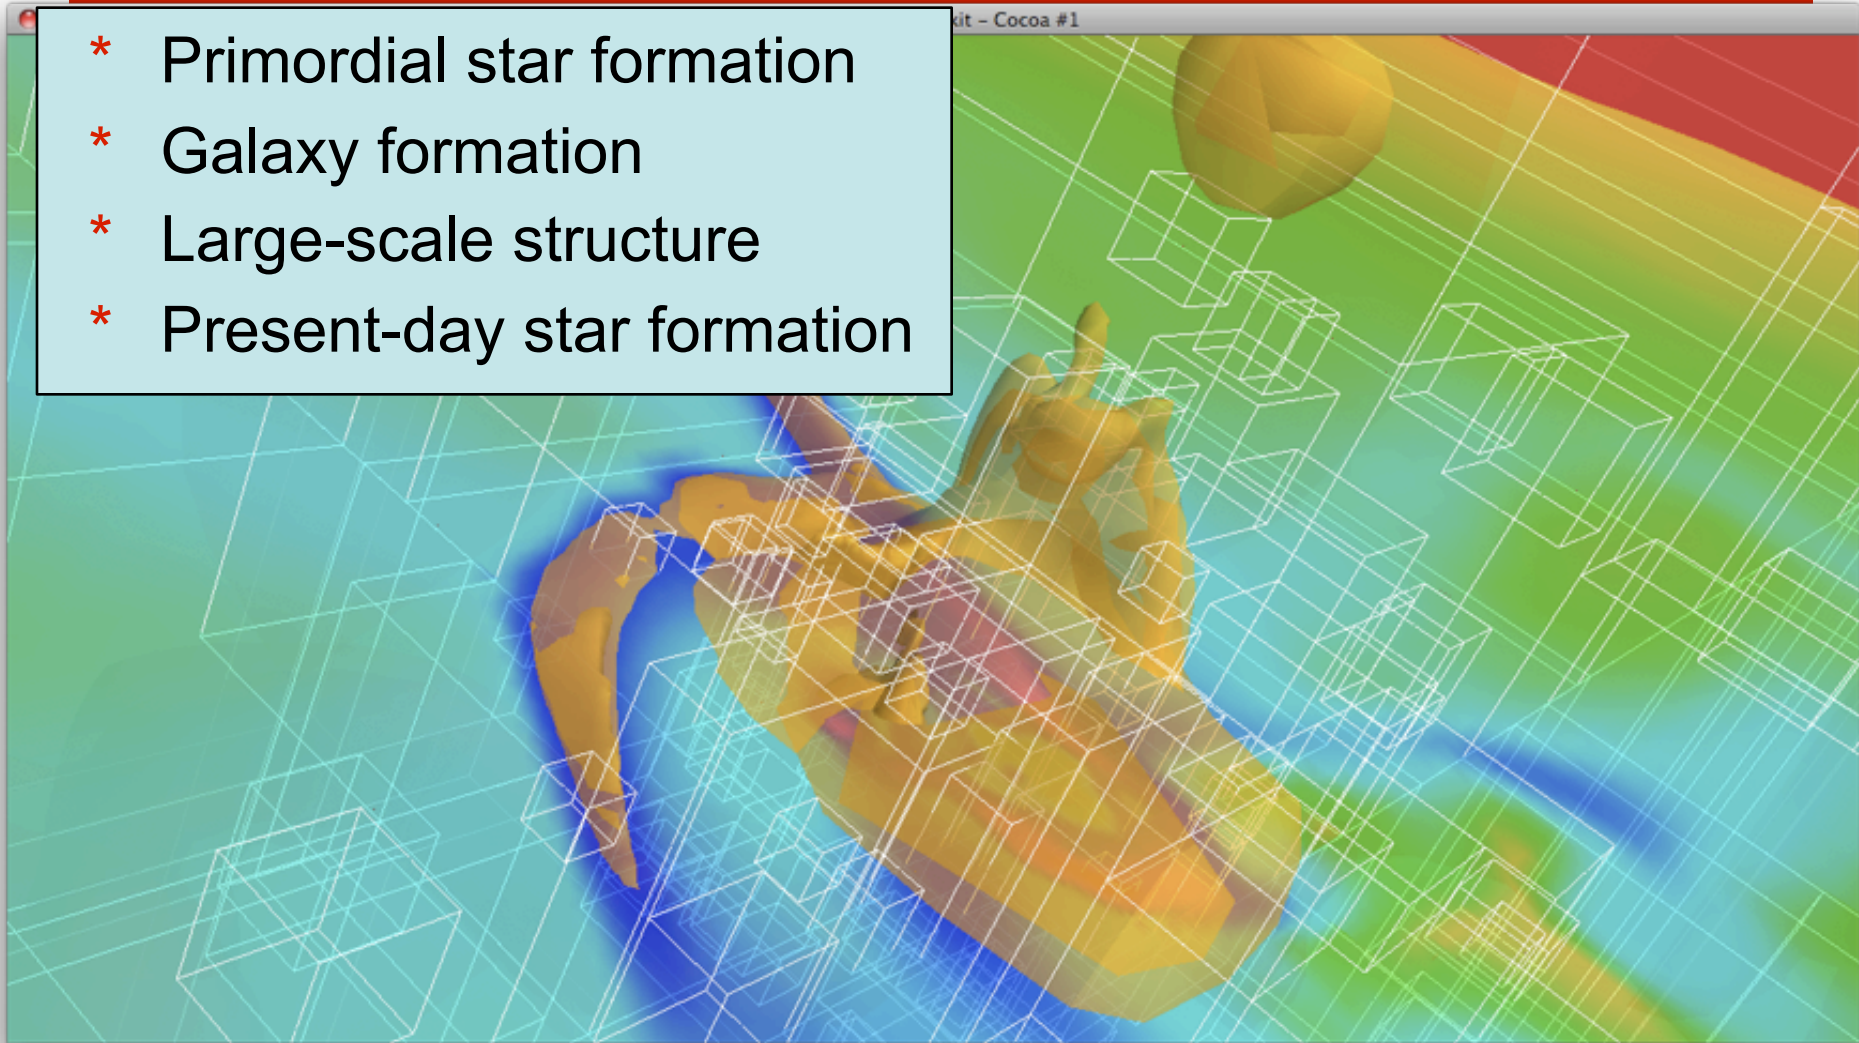 kit – Cocoa #1
* Primordial star formation
* Galaxy formation
* Large-scale structure
* Present-day star formation